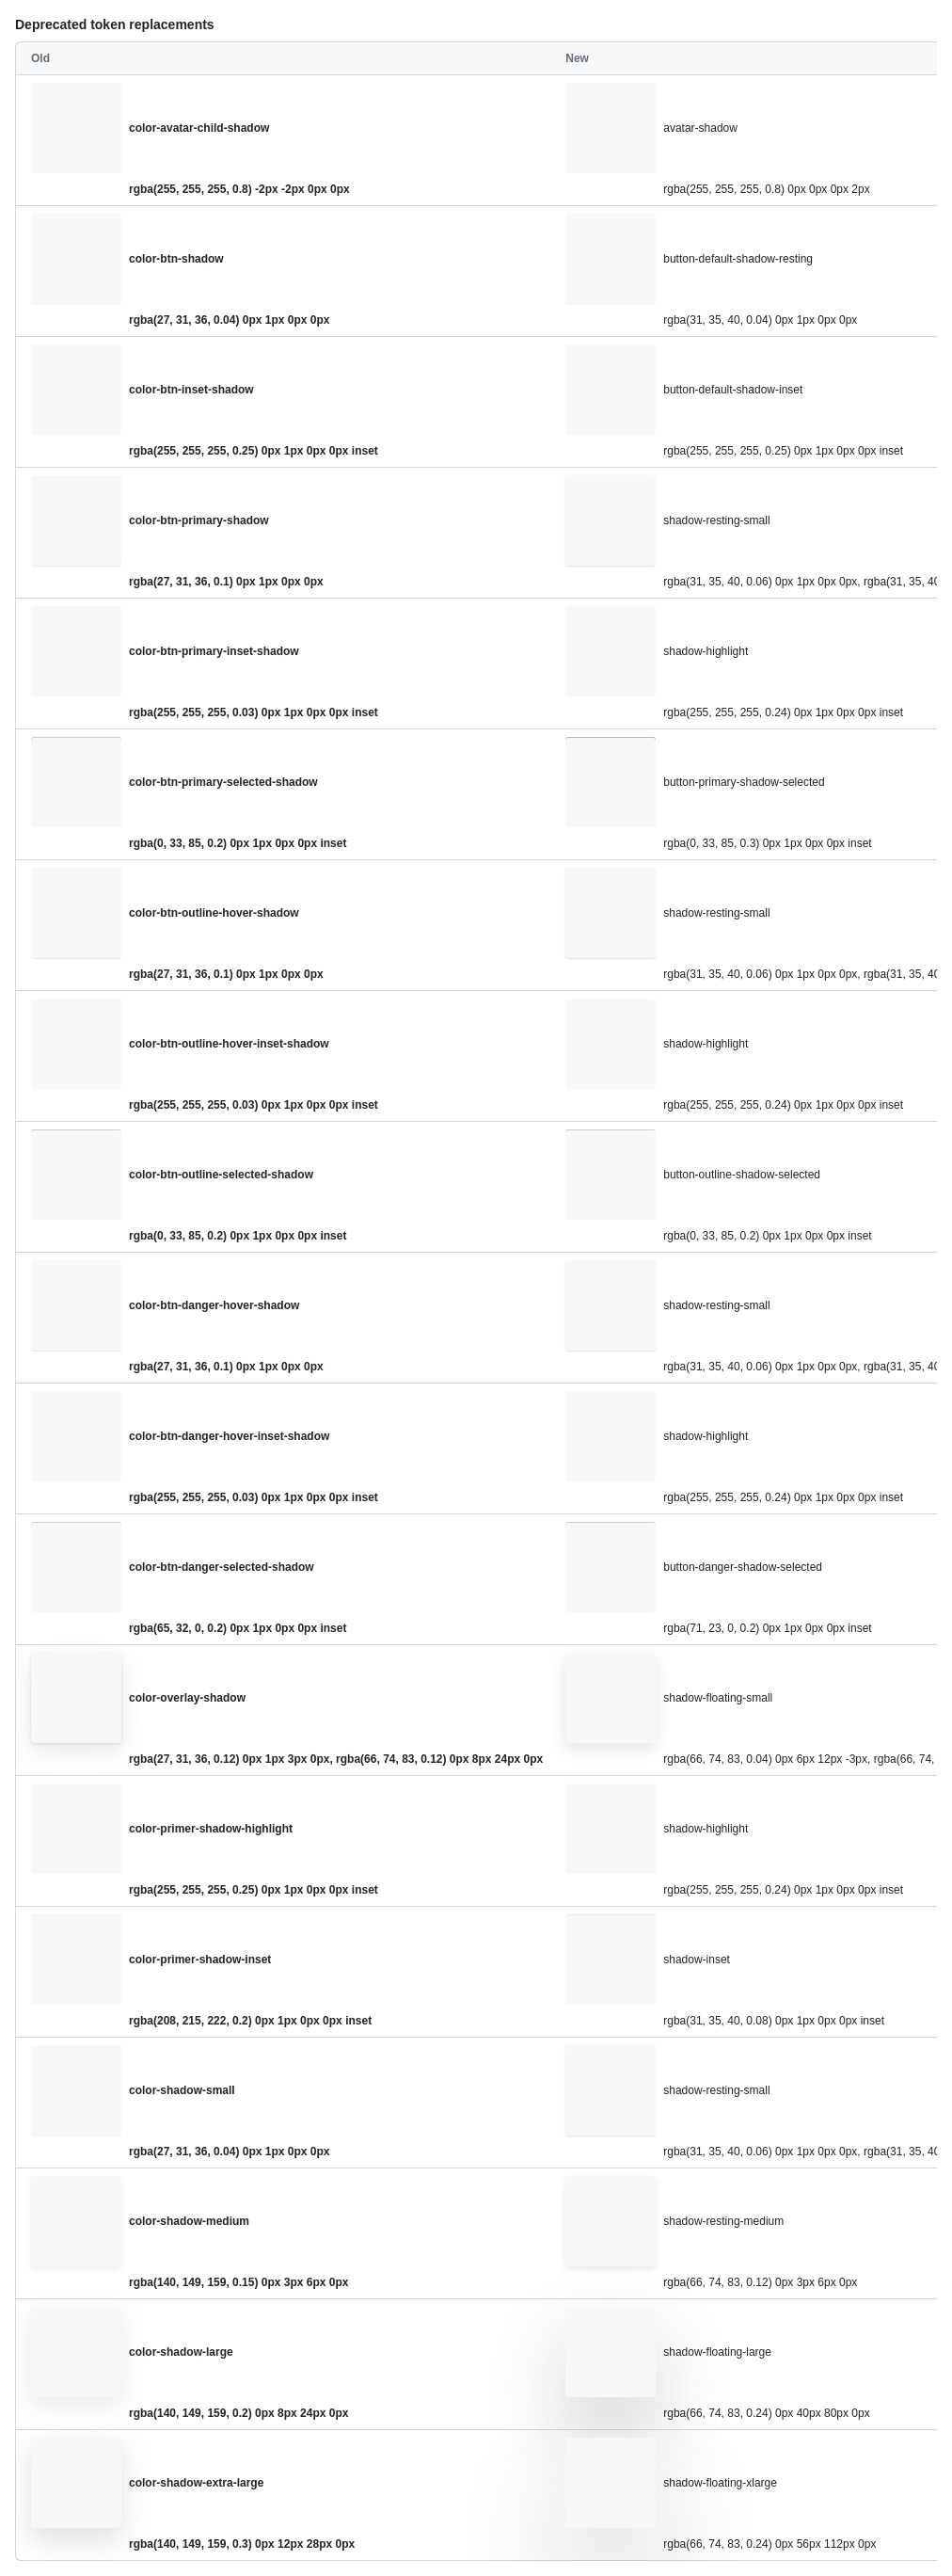 Deprecated token replacements
Old New
color-avatar-child-shadow avatar-shadow
rgba(255, 255, 255, 0.8) -2px -2px 0px 0px rgba(255, 255, 255, 0.8) 0px 0px 0px 2px
color-btn-shadow button-default-shadow-resting
rgba(27, 31, 36, 0.04) 0px 1px 0px 0px rgba(31, 35, 40, 0.04) 0px 1px 0px 0px
color-btn-inset-shadow button-default-shadow-inset
rgba(255, 255, 255, 0.25) 0px 1px 0px 0px inset rgba(255, 255, 255, 0.25) 0px 1px 0px 0px inset
color-btn-primary-shadow shadow-resting-small
rgba(27, 31, 36, 0.1) 0px 1px 0px 0px rgba(31, 35, 40, 0.06) 0px 1px 0px 0px, rgba(31, 35, 40
color-btn-primary-inset-shadow shadow-highlight
rgba(255, 255, 255, 0.03) 0px 1px 0px 0px inset rgba(255, 255, 255, 0.24) 0px 1px 0px 0px inset
color-btn-primary-selected-shadow button-primary-shadow-selected
rgba(0, 33, 85, 0.2) 0px 1px 0px 0px inset rgba(0, 33, 85, 0.3) 0px 1px 0px 0px inset
color-btn-outline-hover-shadow shadow-resting-small
rgba(27, 31, 36, 0.1) 0px 1px 0px 0px rgba(31, 35, 40, 0.06) 0px 1px 0px 0px, rgba(31, 35, 40
color-btn-outline-hover-inset-shadow shadow-highlight
rgba(255, 255, 255, 0.03) 0px 1px 0px 0px inset rgba(255, 255, 255, 0.24) 0px 1px 0px 0px inset
color-btn-outline-selected-shadow button-outline-shadow-selected
rgba(0, 33, 85, 0.2) 0px 1px 0px 0px inset rgba(0, 33, 85, 0.2) 0px 1px 0px 0px inset
color-btn-danger-hover-shadow shadow-resting-small
rgba(27, 31, 36, 0.1) 0px 1px 0px 0px rgba(31, 35, 40, 0.06) 0px 1px 0px 0px, rgba(31, 35, 40
color-btn-danger-hover-inset-shadow shadow-highlight
rgba(255, 255, 255, 0.03) 0px 1px 0px 0px inset rgba(255, 255, 255, 0.24) 0px 1px 0px 0px inset
color-btn-danger-selected-shadow button-danger-shadow-selected
rgba(65, 32, 0, 0.2) 0px 1px 0px 0px inset rgba(71, 23, 0, 0.2) 0px 1px 0px 0px inset
color-overlay-shadow shadow-floating-small
rgba(27, 31, 36, 0.12) 0px 1px 3px 0px, rgba(66, 74, 83, 0.12) 0px 8px 24px 0px rgba(66, 74, 83, 0.04) 0px 6px 12px -3px, rgba(66, 74,
color-primer-shadow-highlight shadow-highlight
rgba(255, 255, 255, 0.25) 0px 1px 0px 0px inset rgba(255, 255, 255, 0.24) 0px 1px 0px 0px inset
color-primer-shadow-inset shadow-inset
rgba(208, 215, 222, 0.2) 0px 1px 0px 0px inset rgba(31, 35, 40, 0.08) 0px 1px 0px 0px inset
color-shadow-small shadow-resting-small
rgba(27, 31, 36, 0.04) 0px 1px 0px 0px rgba(31, 35, 40, 0.06) 0px 1px 0px 0px, rgba(31, 35, 40
color-shadow-medium shadow-resting-medium
rgba(140, 149, 159, 0.15) 0px 3px 6px 0px rgba(66, 74, 83, 0.12) 0px 3px 6px 0px
color-shadow-large shadow-floating-large
rgba(140, 149, 159, 0.2) 0px 8px 24px 0px rgba(66, 74, 83, 0.24) 0px 40px 80px 0px
color-shadow-extra-large shadow-floating-xlarge
rgba(140, 149, 159, 0.3) 0px 12px 28px 0px rgba(66, 74, 83, 0.24) 0px 56px 112px 0px